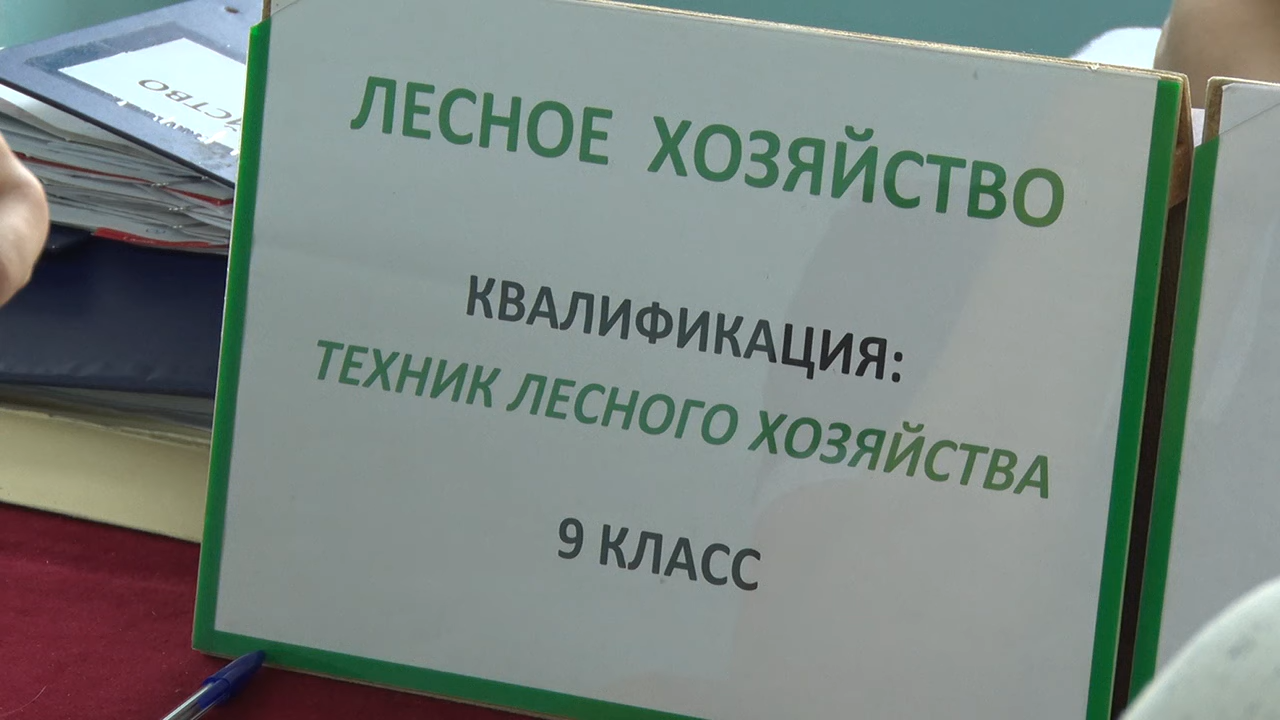 ЛЕСНОЕ ХОЗЯЙСТВО
КВАЛИФИКАЦИЯ:
ТЕХНИК ЛЕСНОГО ХОЗЯЙСТВА
9 КЛАСС